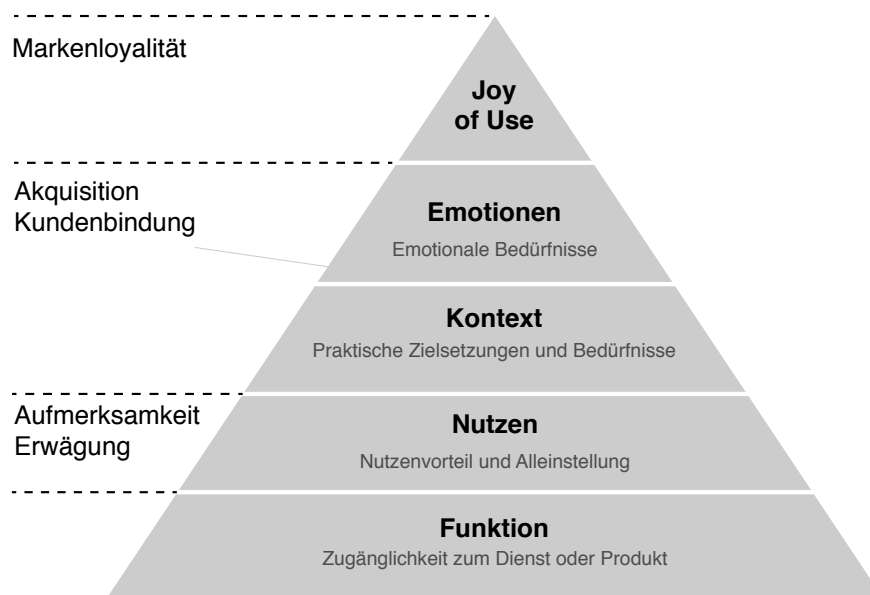 Markenloyalität
Joy
of Use
Akquisition
Kundenbindung
Emotionen
Emotionale Bedürfnisse
Kontext
Praktische Zielsetzungen und Bedürfnisse
Aufmerksamkeit
Erwägung
Nutzen
Nutzenvorteil und Alleinstellung
Funktion
Zugänglichkeit zum Dienst oder Produkt